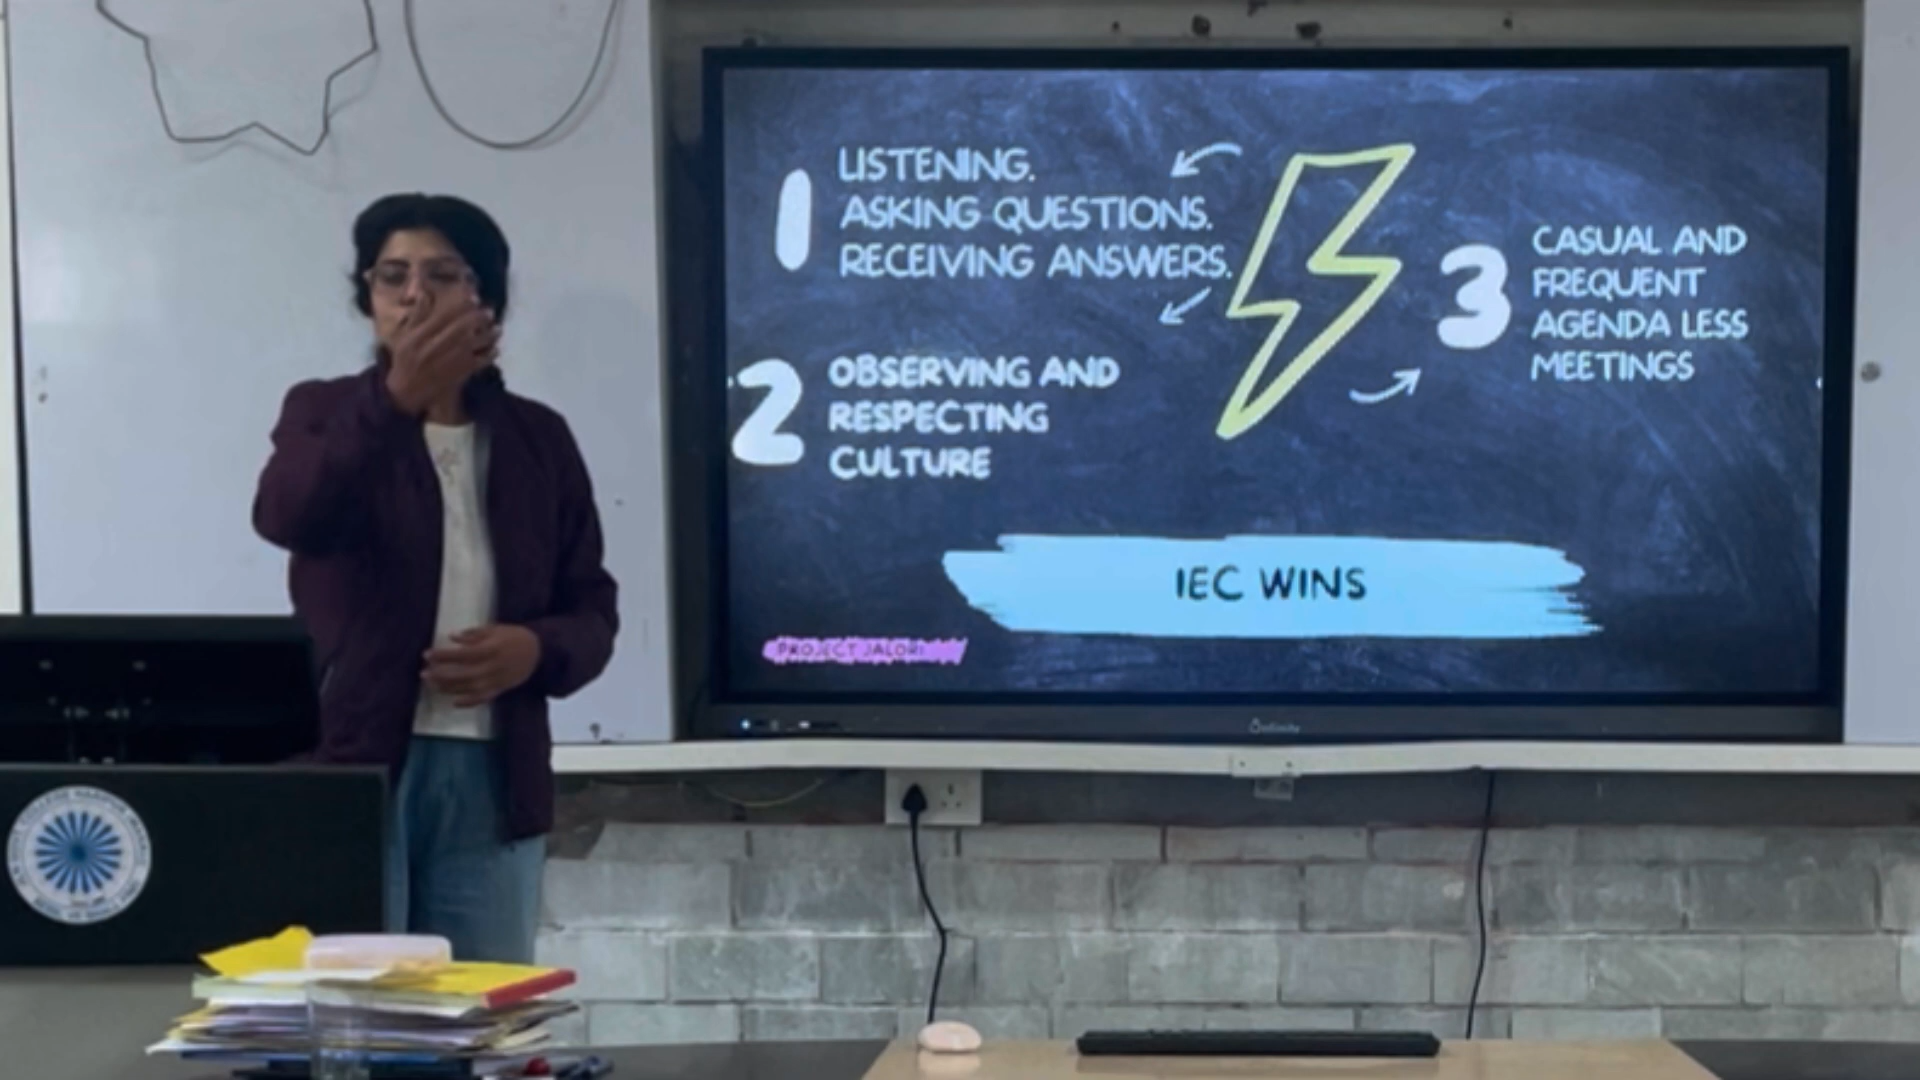 1
LISTENING.
ASKING QUESTIONS.
RECEIVING ANSWERS.
2
OBSERVING AND
RESPECTING
CULTURE
3
CASUAL AND
FREQUENT
AGENDA LESS
MEETINGS
IEC WINS
PROJECT JALORI